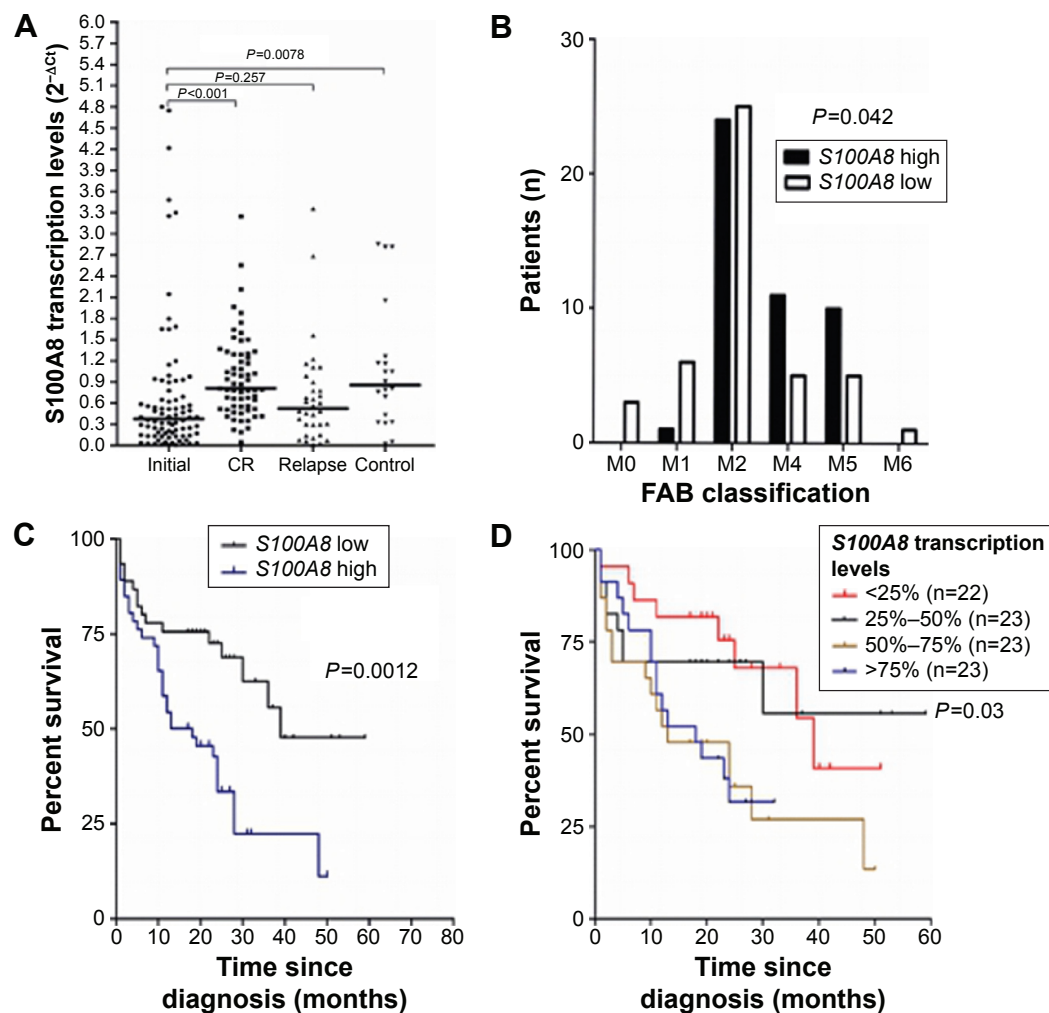 A
S100A8 transcription levels (2−ΔCt)
6.0
5.7
5.4
5.1
4.8
4.5
4.2
3.9
3.6
3.3
3.0
2.7
2.4
2.1
1.8
1.5
1.2
0.9
0.6
0.3
0.0
P=0.0078
P=0.257
P<0.001
Initial CR Relapse Control
B
Patients (n)
30
20
10
0
P=0.042
S100A8 high
S100A8 low
M0 M1 M2 M4 M5 M6
FAB classification
C
Percent survival
100
75
50
25
0
S100A8 low
S100A8 high
P=0.0012
0 10 20 30 40 50 60 70 80
Time since
diagnosis (months)
D
Percent survival
100
75
50
25
0
S100A8 transcription
levels
<25% (n=22)
25%–50% (n=23)
50%–75% (n=23)
>75% (n=23)
P=0.03
0 10 20 30 40 50 60
Time since
diagnosis (months)